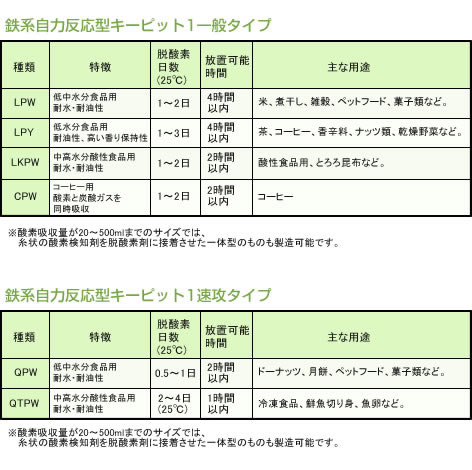 鉄系自力反応型キーピット1一般タイプ
種類 特徴 脱酸素日数(25℃) 放置可能時間 主な用途
LPW 低中水分食品用 耐水・耐油性 1〜2日 4時間以内 米、煮干し、雑穀、ペットフード、菓子類など。
LPY 低水分食品用 耐油性、高い香り保持性 1〜3日 4時間以内 茶、コーヒー、香辛料、ナッツ類、乾燥野菜など。
LKPW 中高水分酸性食品用 耐水・耐油性 1〜2日 2時間以内 酸性食品用、とろろ昆布など。
CPW コーヒー用 酸素と炭酸ガスを同時吸収 1〜2日 2時間以内 コーヒー
※酸素吸収量が20〜500mlまでのサイズでは、
糸状の酸素検知剤を脱酸素剤に接着させた一体型のものも製造可能です。
鉄系自力反応型キーピット1速攻タイプ
種類 特徴 脱酸素日数(25℃) 放置可能時間 主な用途
QPW 低中水分食品用 耐水・耐油性 0.5〜1日 2時間以内 ドーナッツ、月餅、ペットフード、菓子類など。
QTPW 中高水分酸性食品用 耐水・耐油性 2〜4日(25℃) 1時間以内 冷凍食品、鮮魚切り身、魚卵など。
※酸素吸収量が20〜500mlまでのサイズでは、
糸状の酸素検知剤を脱酸素剤に接着させた一体型のものも製造可能です。